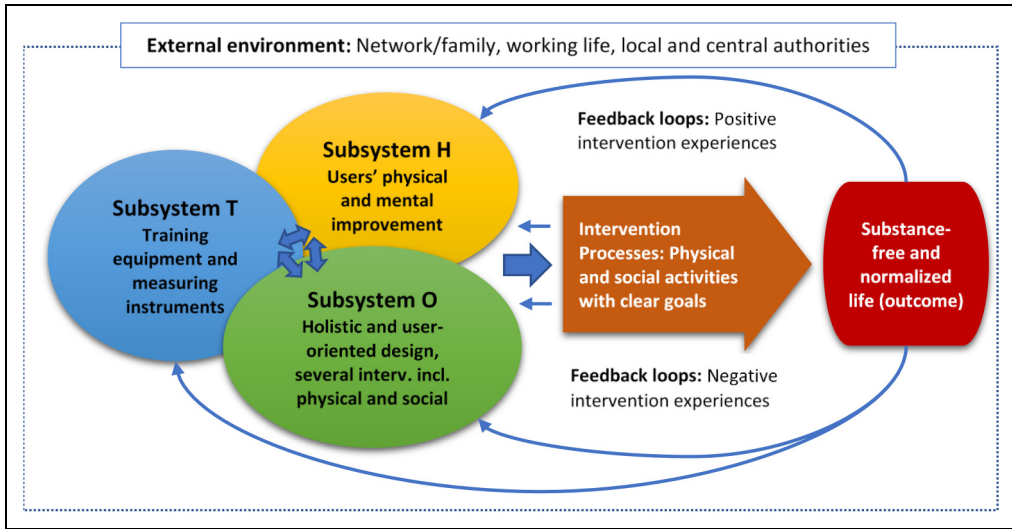 External environment: Network/family, working life, local and central authorities
Feedback loops: Positive
intervention experiences
Subsystem H
Users' physical
and mental
improvement
Subsystem T
Training
equipment and
measuring
instruments
Subsystem O
Holistic and user-
oriented design,
several interv. incl.
physical and social
Intervention
Processes: Physical
and social activities
with clear goals
Substance-
free and
normalized
life (outcome)
Feedback loops: Negative
intervention experiences